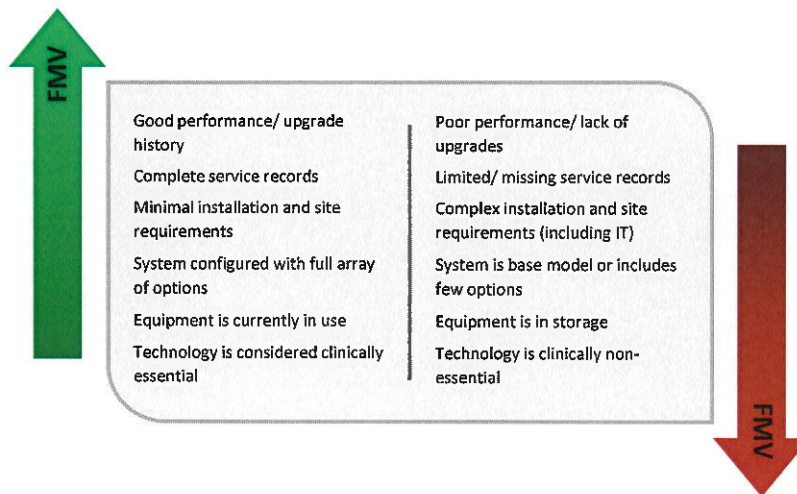 FMV
Good performance/ upgrade
history
Complete service records
Minimal installation and site
requirements
System configured with full array
of options
Equipment is currently in use
Technology is considered clinically
essential
Poor performance/ lack of
upgrades
Limited/ missing service records
Complex installation and site
requirements (including IT)
System is base model or includes
few options
Equipment is in storage
Technology is clinically non-
essential
FMV